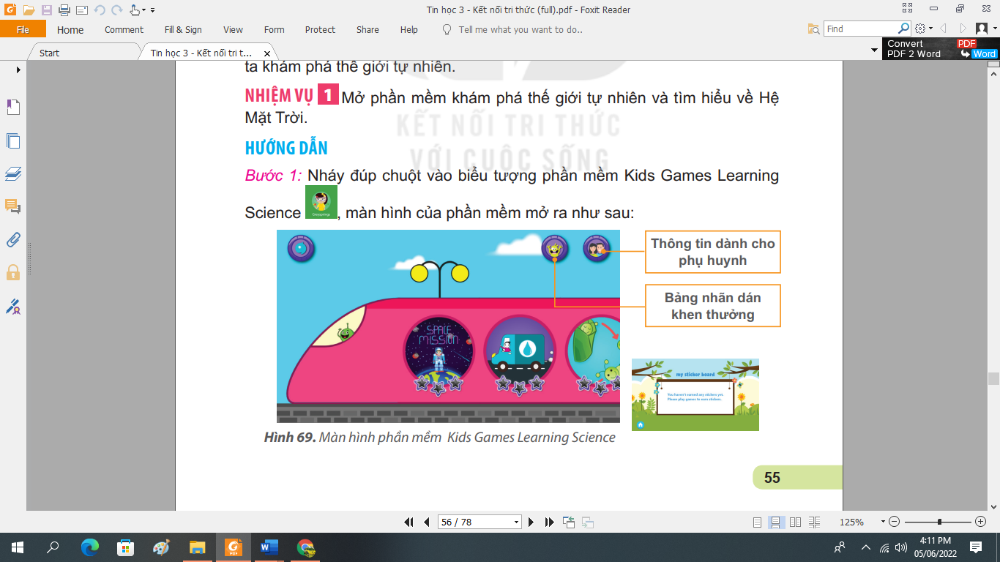 Tin học 3 - Kết nối tri thức (full).pdf - Foxit Reader
File Home Comment Fill & Sign View Form Protect Share Help Tell me what you want to do.. Find
Start Tin học 3 - Kết nối tri t... Convert PDF
PDF 2 Word Word
ta khám phá thế giới tự nhiên.
NHIỆM VỤ 1 Mở phần mềm khám phá thế giới tự nhiên và tìm hiểu về Hệ
Mặt Trời.
KẾT NỐI TRI THỨC
HƯỚNG DẪN
VỚI CUỘC SỐNG
Bước 1: Nháy đúp chuột vào biểu tượng phần mềm Kids Games Learning
Science , màn hình của phần mềm mở ra như sau:
Thông tin dành cho
phụ huynh
Bảng nhãn dán
khen thưởng
SPACE
MISSION
my sticker board
You haven't earned any stickers yet.
Please play games to earn stickers.
Hình 69. Màn hình phần mềm Kids Games Learning Science
55
56 / 78 125%
4:11 PM
05/06/2022